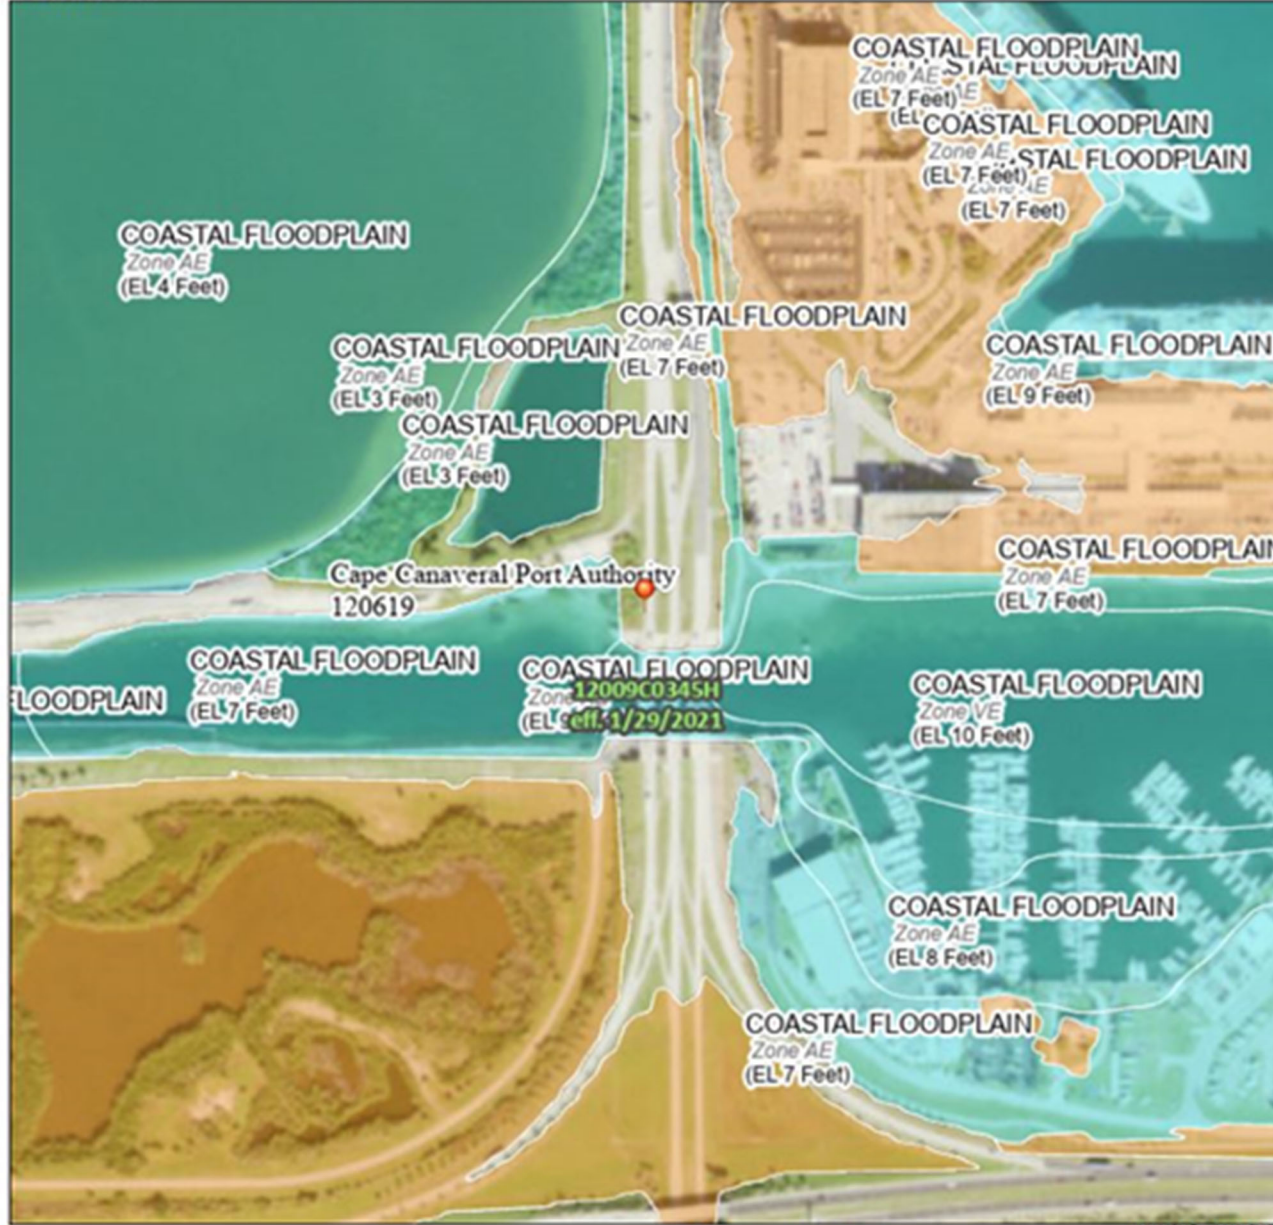 COASTAL FLOODPLAIN
STAL FLOODPLAIN
Zone AE
AE
(EL 7 Feet)
(EL
COASTAL FLOODPLAIN
Zone AE
STAL FLOODPLAIN
(EL 7 Feet)
Zone AE
(EL 7 Feet)
COASTAL FLOODPLAIN
Zone AE
(EL 4 Feet)
COASTAL FLOODPLAIN
Zone AE
(EL 7 Feet)
COASTAL FLOODPLAIN
Zone AE
(EL 3 Feet)
COASTAL FLOODPLAIN
Zone AE
(EL 9 Feet)
COASTAL FLOODPLAIN
Zone AE
(EL 3 Feet)
COASTAL FLOODPLAIN
Zone AE
(EL 7 Feet)
Cape Canaveral Port Authority
120619
COASTAL FLOODPLAIN
Zone AE
(EL 7 Feet)
FLOODPLAIN
COASTAL FLOODPLAIN
Zone
12009C0345H
(EL 9
eff. 1/29/2021
COASTAL FLOODPLAIN
Zone VE
(EL 10 Feet)
COASTAL FLOODPLAIN
Zone AE
(EL 8 Feet)
COASTAL FLOODPLAIN
Zone AE
(EL 7 Feet)